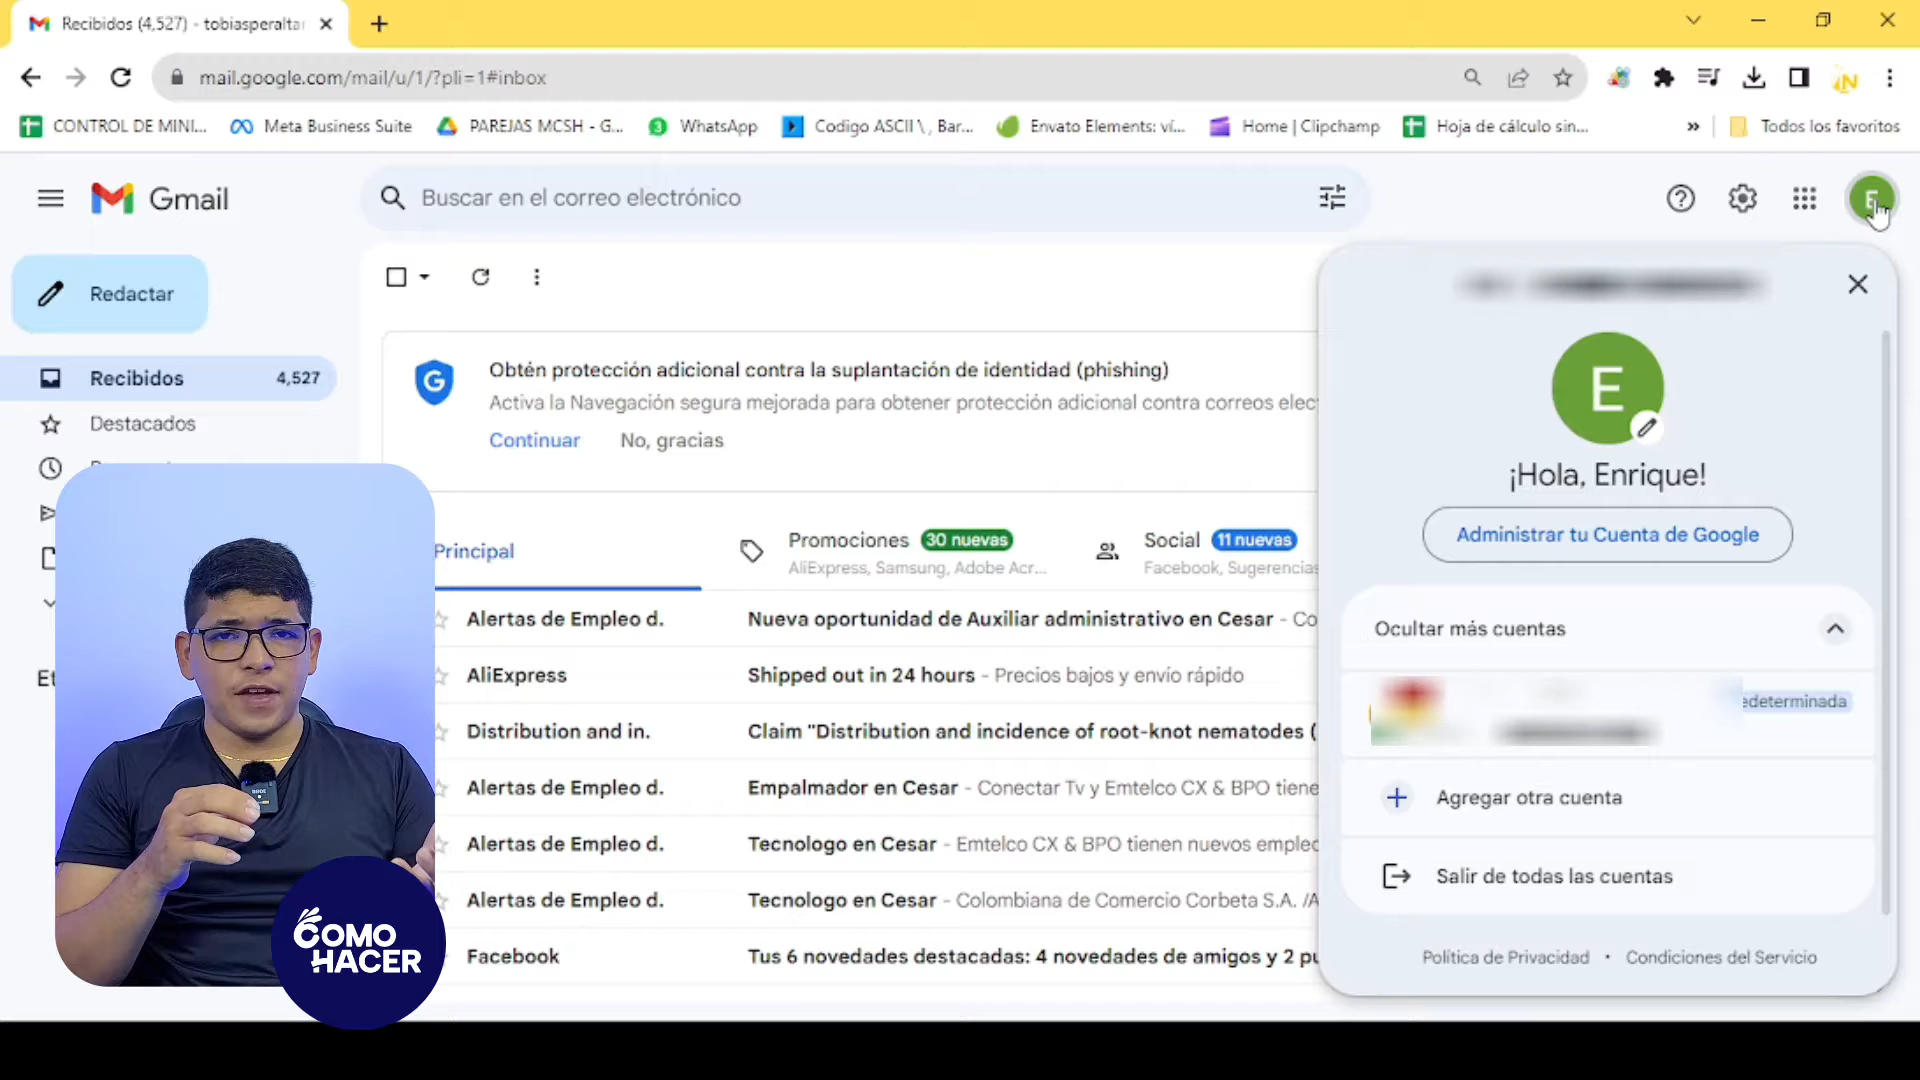 Recibidos (4,527) - tobiasperaltar
mail.google.com/mail/u/1/?pli=1#inbox
CONTROL DE MINI... Meta Business Suite PAREJAS MCSH - G... WhatsApp Codigo ASCII \ , Bar... Envato Elements: ví... Home | Clipchamp Hoja de cálculo sin... » Todos los favoritos
Gmail
Buscar en el correo electrónico
E
Redactar
Recibidos 4,527
Destacados
Obtén protección adicional contra la suplantación de identidad (phishing)
Activa la Navegación segura mejorada para obtener protección adicional contra correos elec
Continuar No, gracias
Principal
Promociones 30 nuevas
AliExpress, Samsung, Adobe Acr...
Social 11 nuevas
Facebook, Sugerencias
Et
Alertas de Empleo d. Nueva oportunidad de Auxiliar administrativo en Cesar - Co
AliExpress Shipped out in 24 hours - Precios bajos y envío rápido
Distribution and in. Claim "Distribution and incidence of root-knot nematodes (
Alertas de Empleo d. Empalmador en Cesar - Conectar Tv y Emtelco CX & BPO tiene
Alertas de Empleo d. Tecnologo en Cesar - Emtelco CX & BPO tienen nuevos emplec
Alertas de Empleo d. Tecnologo en Cesar - Colombiana de Comercio Corbeta S.A. /A
Facebook Tus 6 novedades destacadas: 4 novedades de amigos y 2 pu
E
¡Hola, Enrique!
Administrar tu Cuenta de Google
Ocultar más cuentas
edeterminada
Agregar otra cuenta
Salir de todas las cuentas
Política de Privacidad • Condiciones del Servicio
COMO
HACER